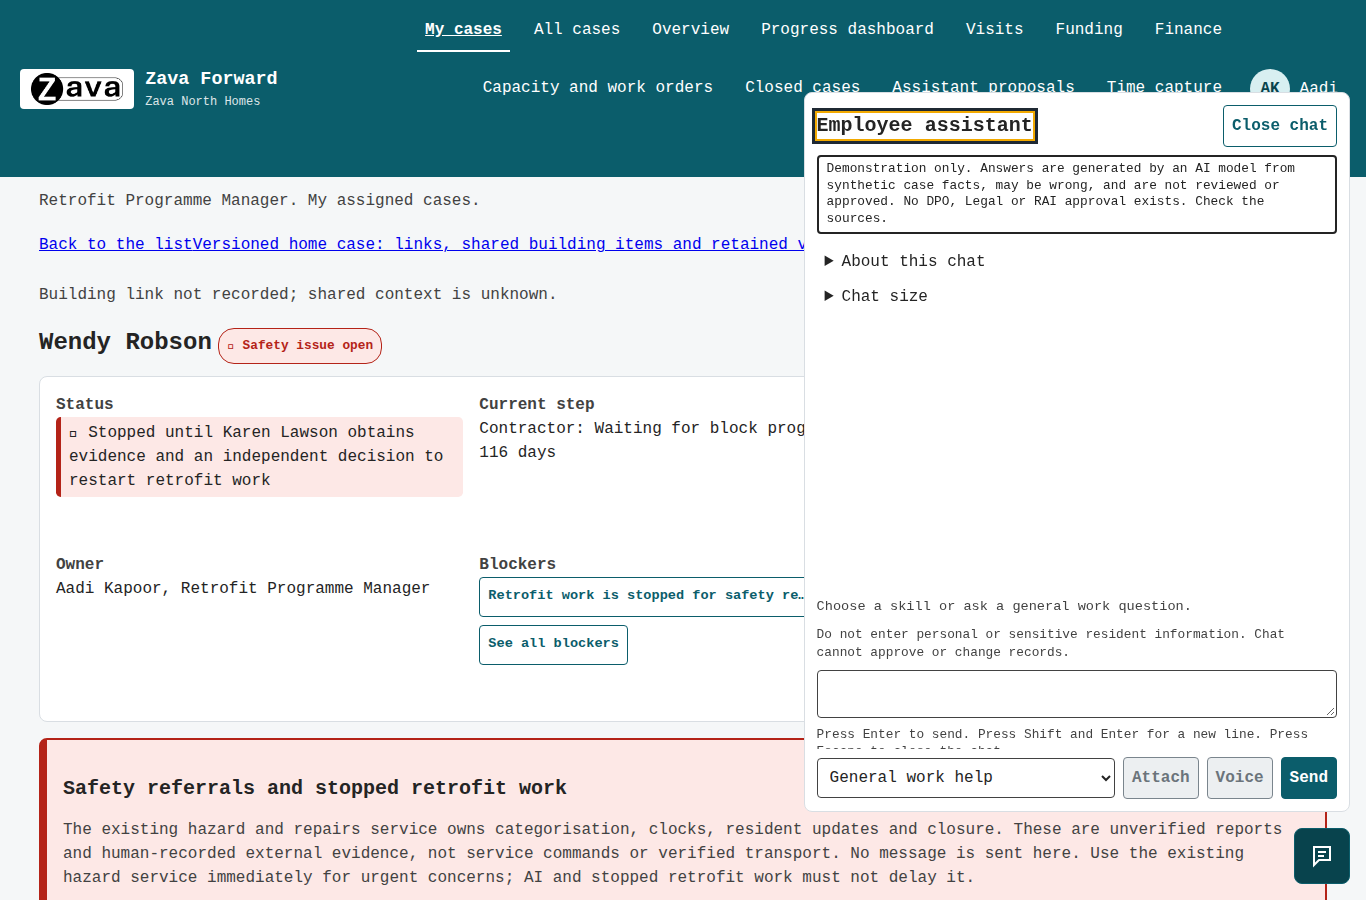 My cases All cases Overview Progress dashboard Visits Funding Finance
Zava
Zava Forward
Zava North Homes
Capacity and work orders Closed cases Assistant proposals Time capture AK Aadi
Retrofit Programme Manager. My assigned cases.
Back to the listVersioned home case: links, shared building items and retained
Building link not recorded; shared context is unknown.
Wendy Robson
Safety issue open
Status
Stopped until Karen Lawson obtains
evidence and an independent decision to
restart retrofit work
Current step
Contractor: Waiting for block prog
116 days
Owner
Aadi Kapoor, Retrofit Programme Manager
Blockers
Retrofit work is stopped for safety re…
See all blockers
Safety referrals and stopped retrofit work
The existing hazard and repairs service owns categorisation, clocks, resident updates and closure. These are unverified reports
and human-recorded external evidence, not service commands or verified transport. No message is sent here. Use the existing
hazard service immediately for urgent concerns; AI and stopped retrofit work must not delay it.
Employee assistant
Close chat
Demonstration only. Answers are generated by an AI model from
synthetic case facts, may be wrong, and are not reviewed or
approved. No DPO, Legal or RAI approval exists. Check the
sources.
About this chat
Chat size
Choose a skill or ask a general work question.
Do not enter personal or sensitive resident information. Chat
cannot approve or change records.
Press Enter to send. Press Shift and Enter for a new line. Press
General work help
Attach
Voice
Send